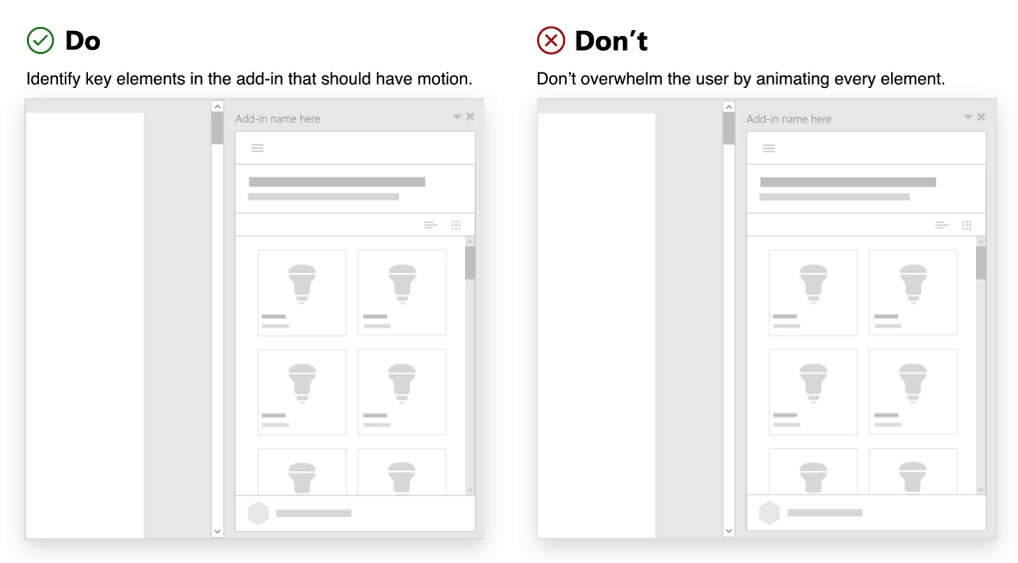 Do
Identify key elements in the add-in that should have motion.
Add-in name here
Don’t
Don’t overwhelm the user by animating every element.
Add-in name here